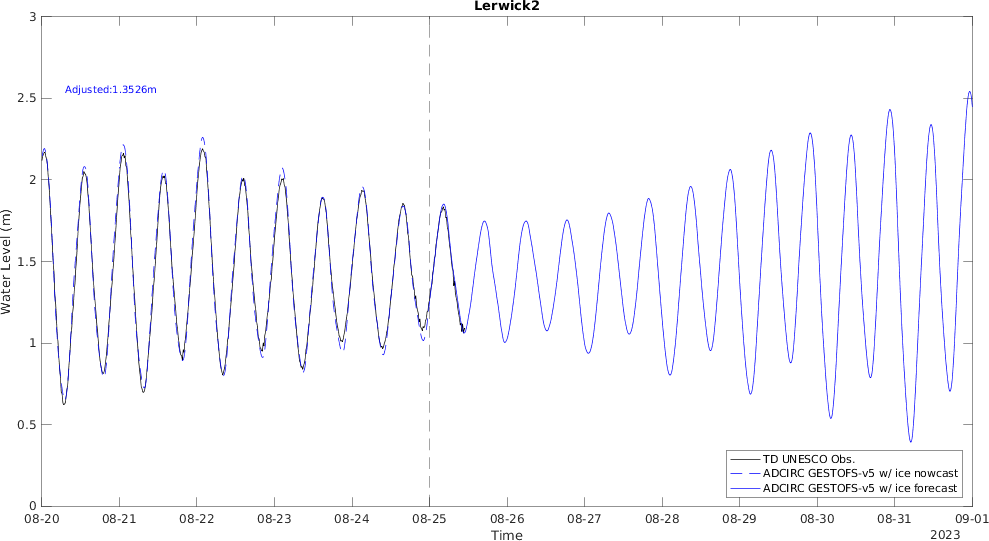 Lerwick2
3
2.5
2
1.5
1
0.5
0
Water Level (m)
Adjusted:1.3526m
TD UNESCO Obs.
ADCIRC GESTOFS-v5 w/ ice nowcast
ADCIRC GESTOFS-v5 w/ ice forecast
08-20 08-21 08-22 08-23 08-24 08-25 08-26 08-27 08-28 08-29 08-30 08-31 09-01
Time
2023